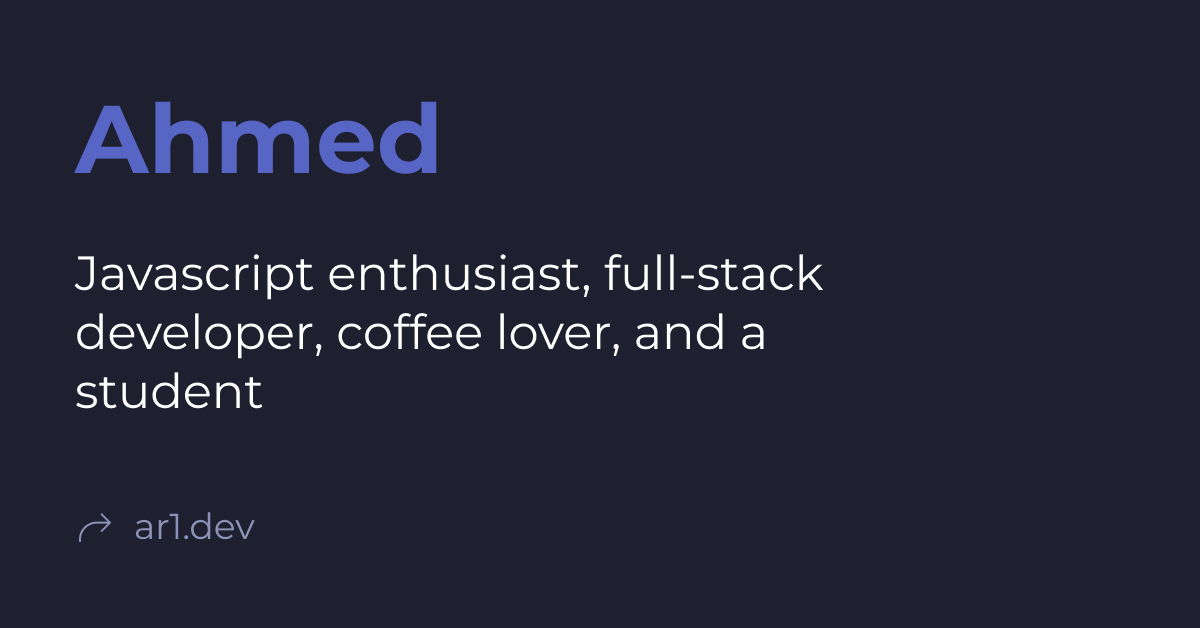 Ahmed
Javascript enthusiast, full-stack
developer, coffee lover, and a
student
ar1.dev